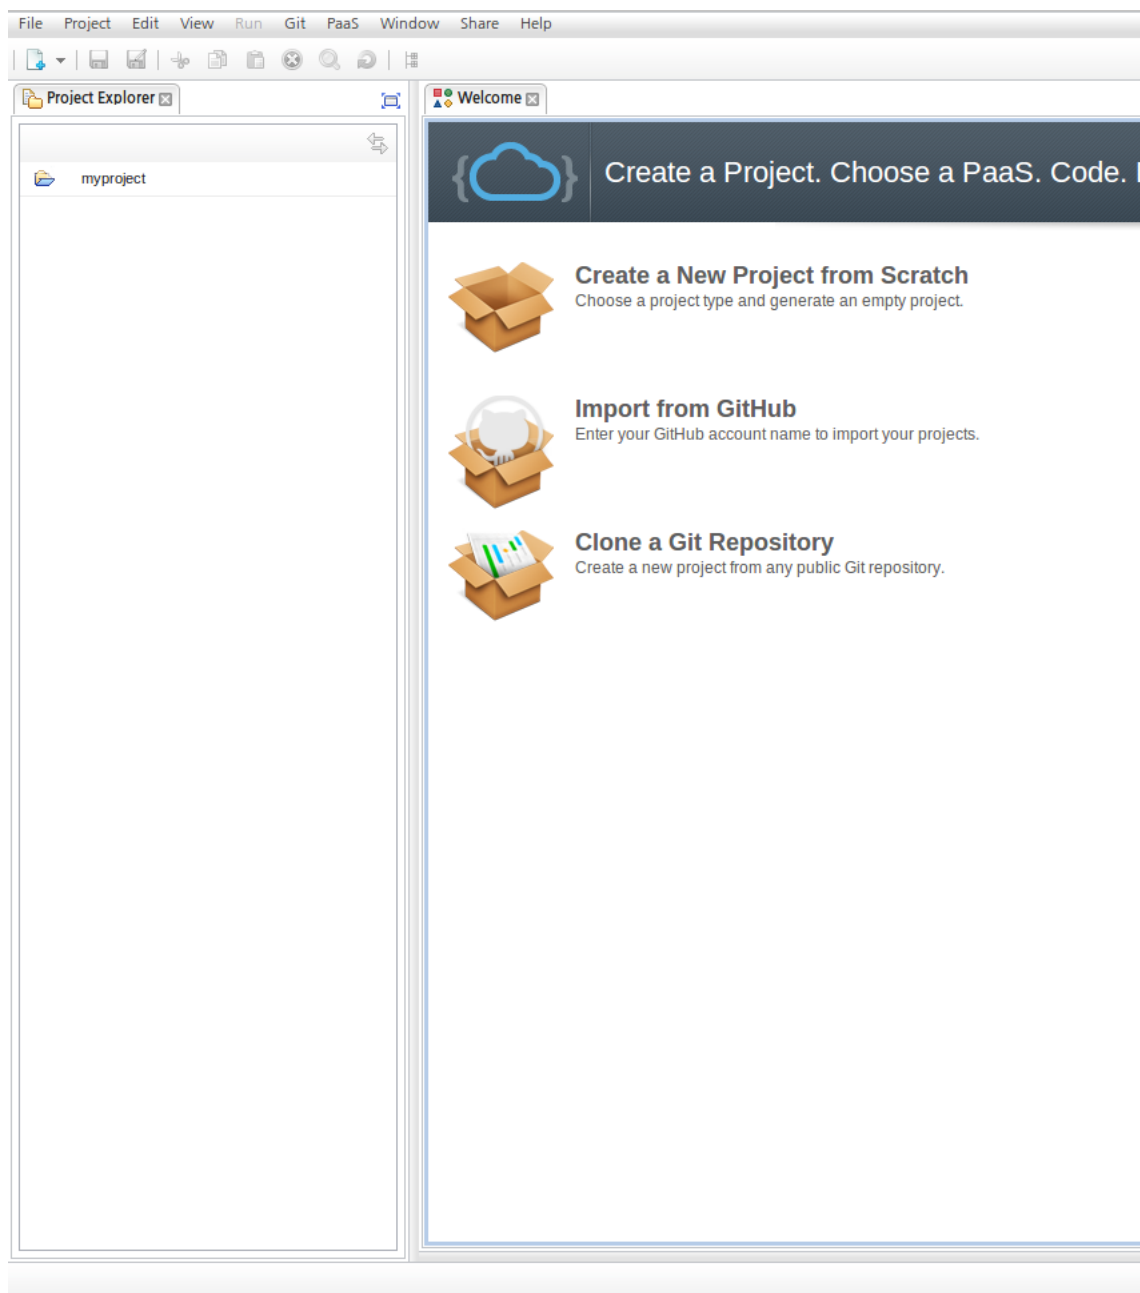 File Project Edit View Run Git PaaS Window Share Help
Project Explorer
Welcome
myproject
Create a Project. Choose a PaaS. Code.
Create a New Project from Scratch
Choose a project type and generate an empty project.
Import from GitHub
Enter your GitHub account name to import your projects.
Clone a Git Repository
Create a new project from any public Git repository.